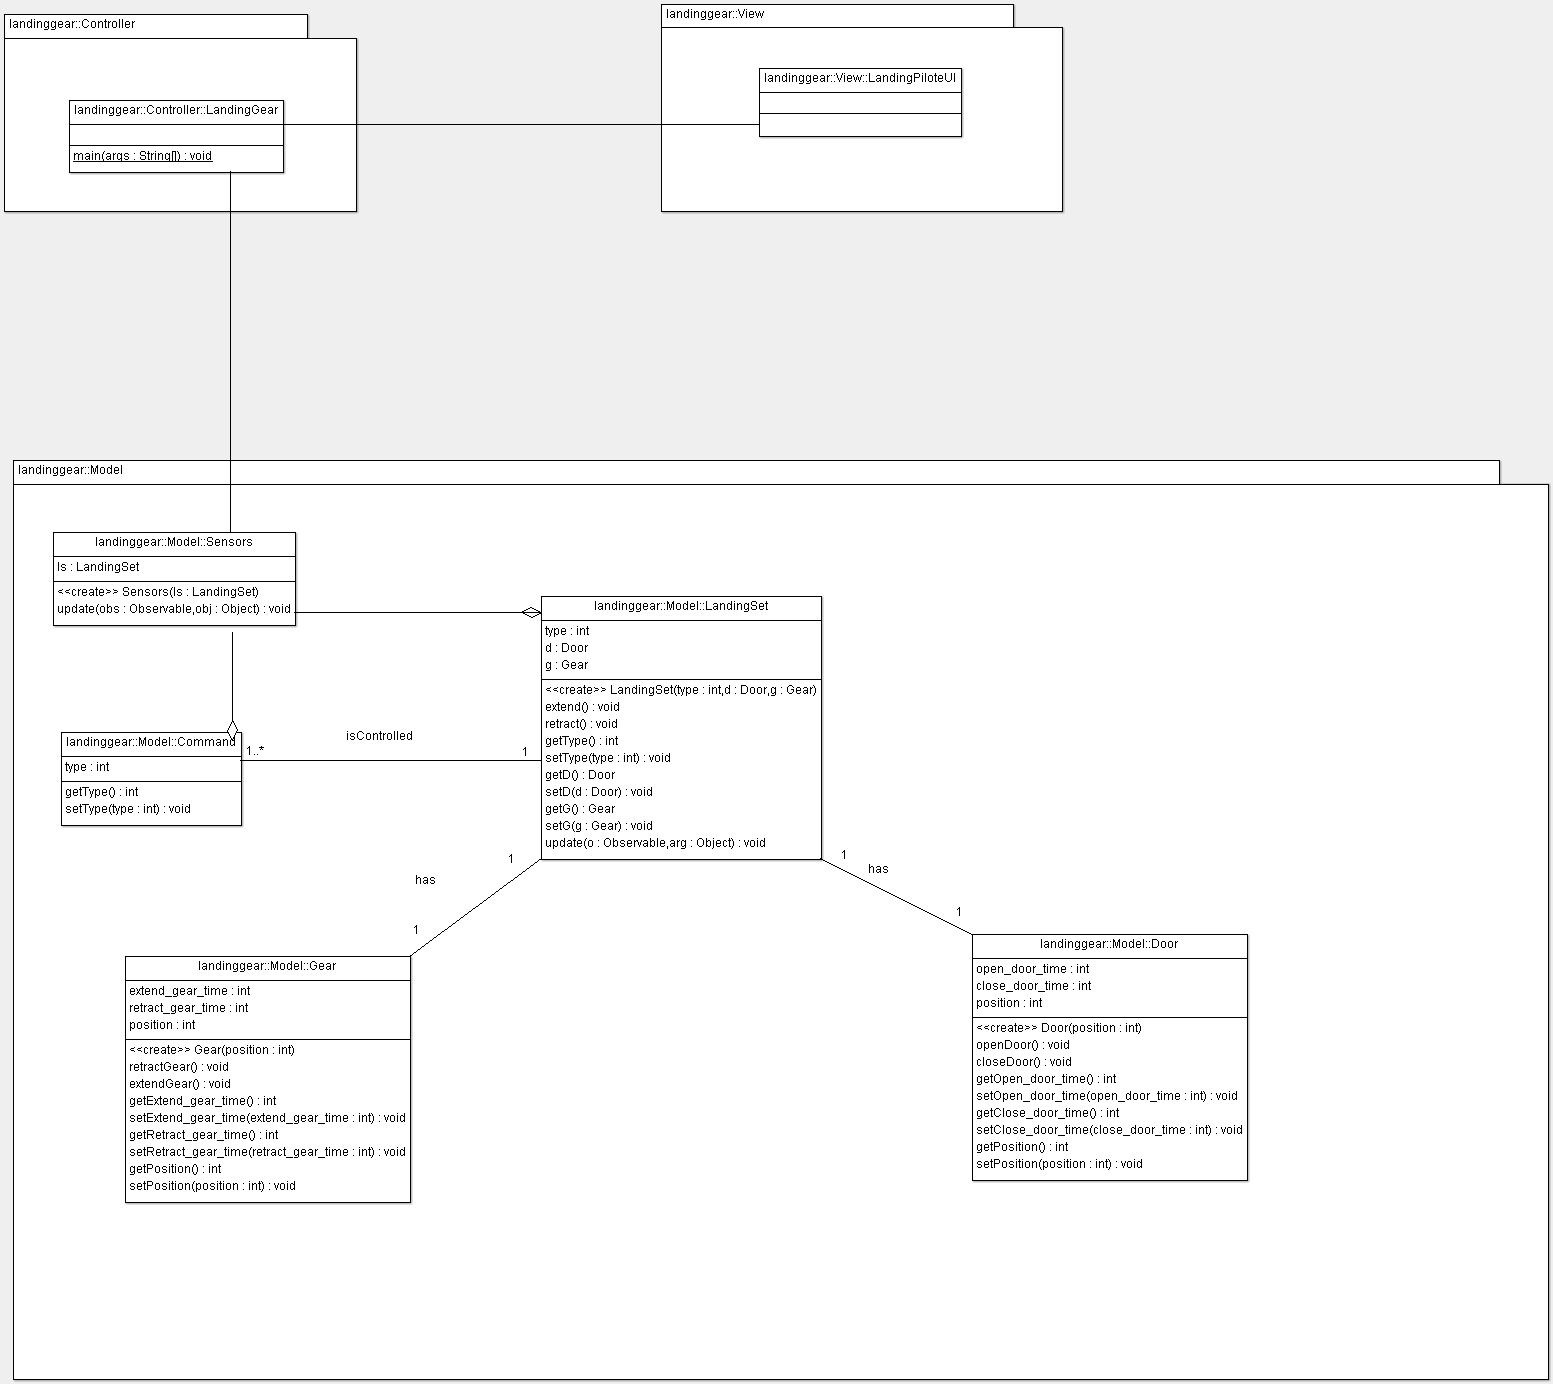 landinggear::Controller
landinggear::Controller::LandingGear
main(args : String[]) : void
landinggear::View
landinggear::View::LandingPiloteUI
landinggear::Model
landinggear::Model::Sensors
ls : LandingSet
<<create>> Sensors(ls : LandingSet)
update(obs : Observable,obj : Object) : void
landinggear::Model::LandingSet
type : int
d : Door
g : Gear
<<create>> LandingSet(type : int,d : Door,g : Gear)
extend() : void
retract() : void
getType() : int
setType(type : int) : void
getD() : Door
setD(d : Door) : void
getG() : Gear
setG(g : Gear) : void
update(o : Observable,arg : Object) : void
landinggear::Model::Command
type : int
getType() : int
setType(type : int) : void
1..*
isControlled
1
1
has
1
1
has
1
landinggear::Model::Gear
extend_gear_time : int
retract_gear_time : int
position : int
<<create>> Gear(position : int)
retractGear() : void
extendGear() : void
getExtend_gear_time() : int
setExtend_gear_time(extend_gear_time : int) : void
getRetract_gear_time() : int
setRetract_gear_time(retract_gear_time : int) : void
getPosition() : int
setPosition(position : int) : void
landinggear::Model::Door
open_door_time : int
close_door_time : int
position : int
<<create>> Door(position : int)
openDoor() : void
closeDoor() : void
getOpen_door_time() : int
setOpen_door_time(open_door_time : int) : void
getClose_door_time() : int
setClose_door_time(close_door_time : int) : void
getPosition() : int
setPosition(position : int) : void